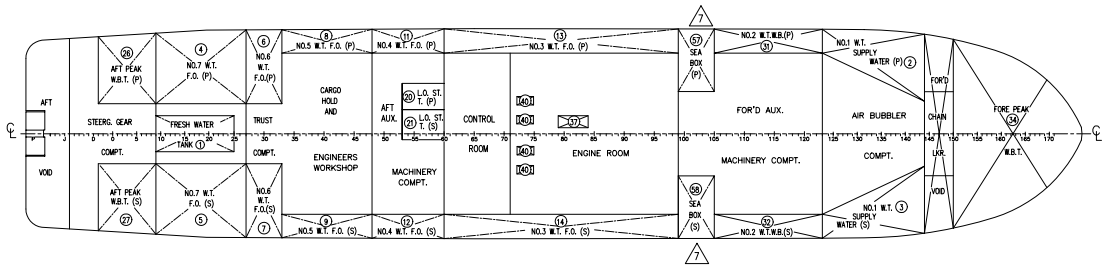 7
26
AFT PEAK
W.B.T. (P)
4
NO.7 W.T.
F.O. (P)
6
NO.6
W.T.
F.O.(P)
8
NO.5 W.T. F.O. (P)
11
NO.4 W.T. F.O. (P)
13
NO.3 W.T. F.O. (P)
57
SEA
BOX
(P)
NO.2 W.T.W.B.(P)
31
NO.1 W.T.
SUPPLY
WATER (P) 2
AFT
STEERG. GEAR
FRESH WATER
TRUST
CARGO
HOLD
AND
AFT
AUX.
20 L.O. ST.
T. (P)
21 L.O. ST.
T. (S)
CONTROL
40
40
37
FOR'D AUX.
AIR BUBBLER
FOR'D
CHAIN
FORE PEAK
34
℄ 0 5 10 15 20 25 30 35 40 45 50 55 60 65 70 75 80 85 90 95 100 105 110 115 120 125 130 135 140 145 150 155 160 165 170 ℄
VOID
COMPT.
TANK 1
COMPT.
ENGINEERS
WORKSHOP
MACHINERY
COMPT.
ROOM
40
40
ENGINE ROOM
MACHINERY COMPT.
COMPT.
LKR.
VOID
W.B.T.
AFT PEAK
W.B.T. (S)
27
NO.7 W.T.
F.O. (S)
5
NO.6
W.T.
F.O.(S)
7
9
NO.5 W.T. F.O. (S)
12
NO.4 W.T. F.O. (S)
14
NO.3 W.T. F.O. (S)
58
SEA
BOX
(S)
32
NO.2 W.T.W.B.(S)
NO.1 W.T. 3
SUPPLY
WATER (S)
7